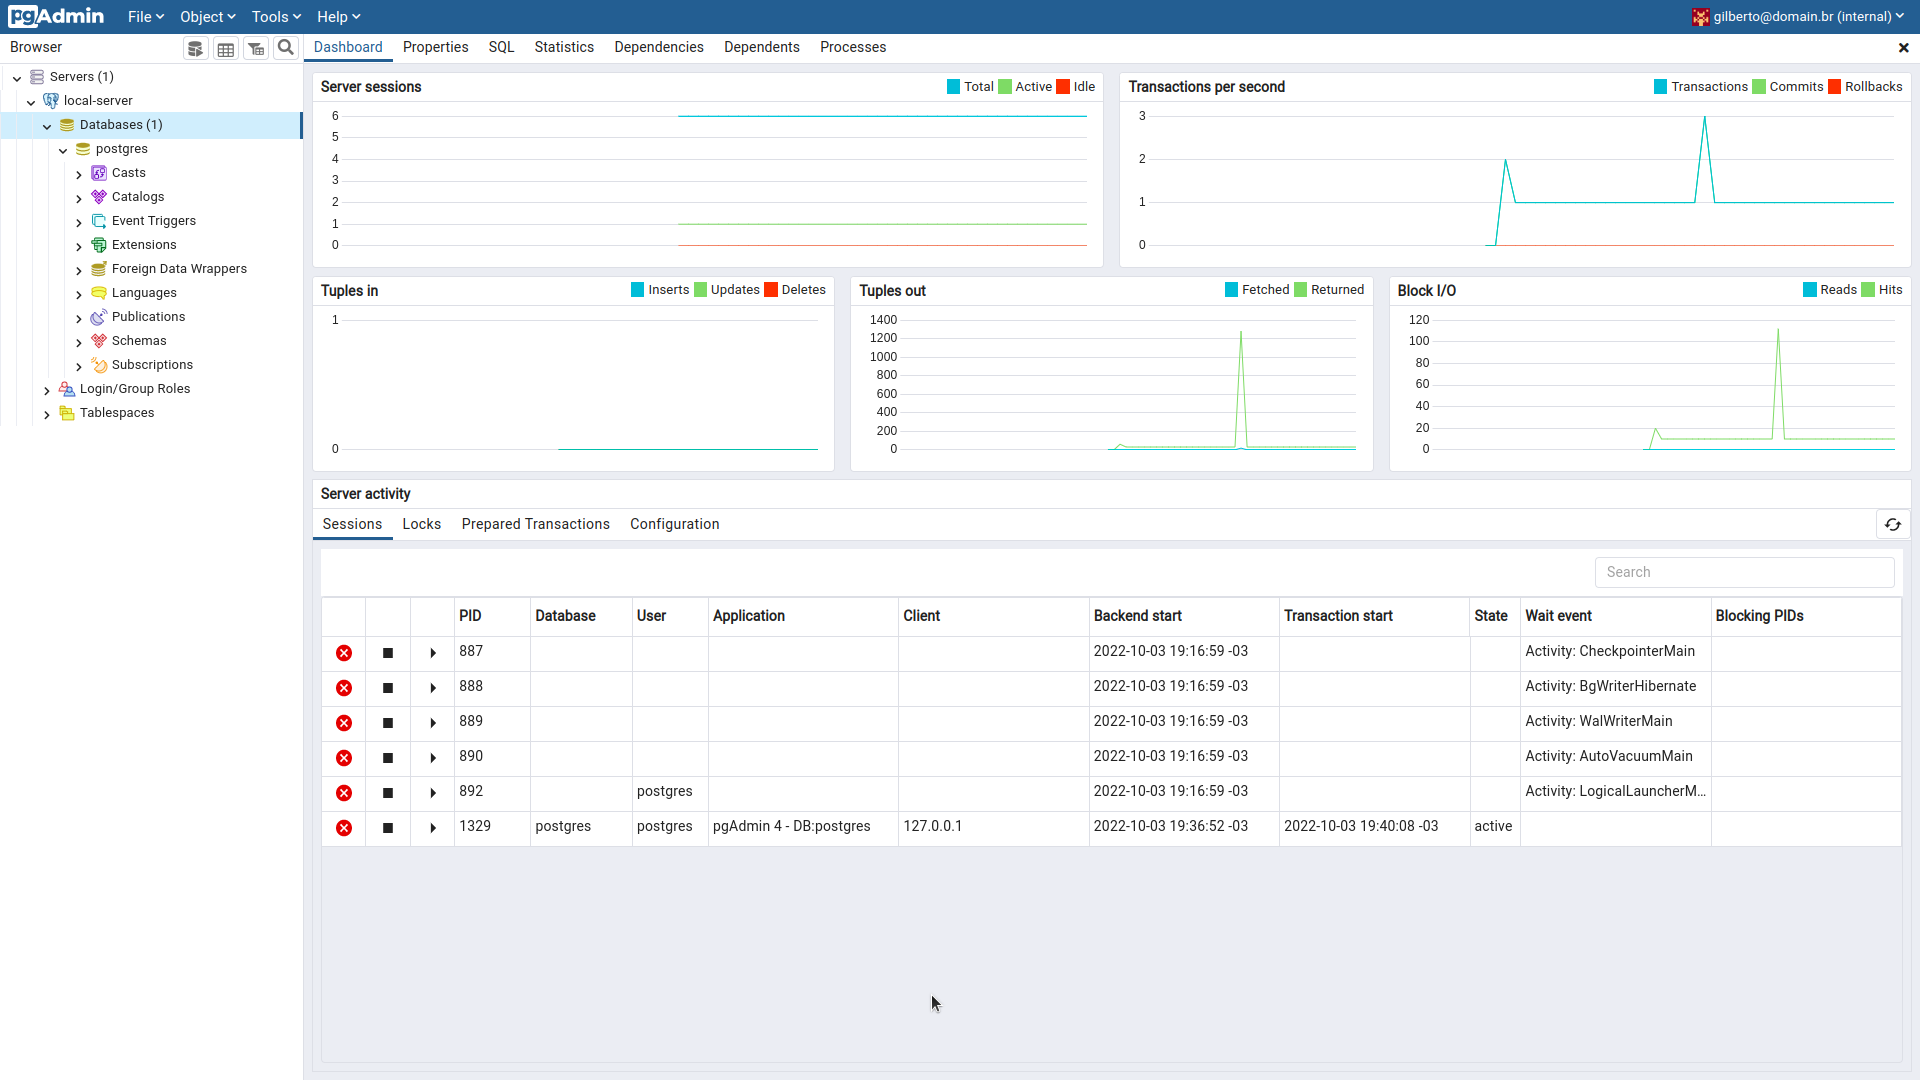 pgAdmin File Object Tools Help gilberto@domain.br (internal)
Browser
Dashboard Properties SQL Statistics Dependencies Dependents Processes
Servers (1)
local-server
Databases (1)
postgres
Casts
Catalogs
Event Triggers
Extensions
Foreign Data Wrappers
Languages
Publications
Schemas
Subscriptions
Login/Group Roles
Tablespaces
Server sessions Total Active Idle
6
5
4
3
2
1
0
Transactions per second Transactions Commits Rollbacks
3
2
1
0
Tuples in Inserts Updates Deletes
1
0
Tuples out Fetched Returned
1400
1200
1000
800
600
400
200
0
Block I/O Reads Hits
120
100
80
60
40
20
0
Server activity
Sessions Locks Prepared Transactions Configuration
Search
PID Database User Application Client Backend start Transaction start State Wait event Blocking PIDs
887 2022-10-03 19:16:59 -03 Activity: CheckpointerMain
888 2022-10-03 19:16:59 -03 Activity: BgWriterHibernate
889 2022-10-03 19:16:59 -03 Activity: WalWriterMain
890 2022-10-03 19:16:59 -03 Activity: AutoVacuumMain
892 postgres 2022-10-03 19:16:59 -03 Activity: LogicalLauncherM...
1329 postgres postgres pgAdmin 4 - DB:postgres 127.0.0.1 2022-10-03 19:36:52 -03 2022-10-03 19:40:08 -03 active